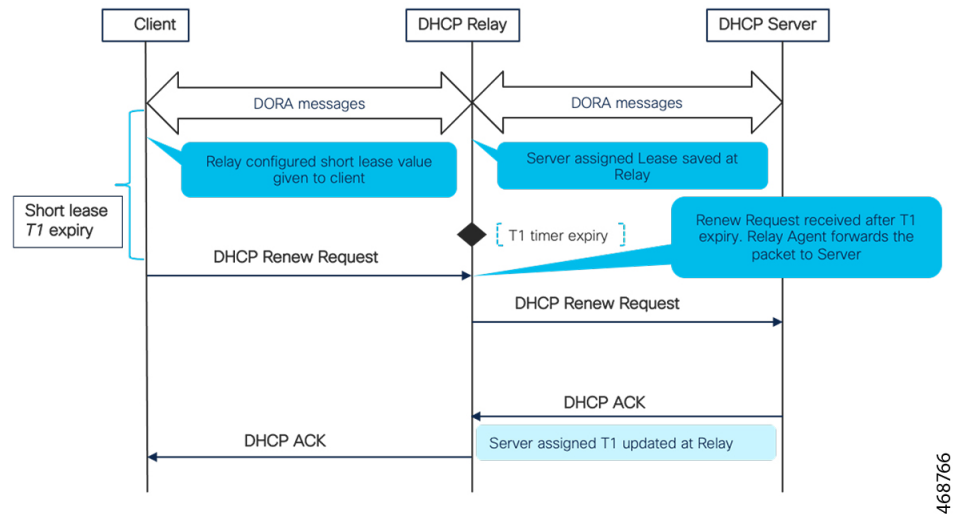 Client
DHCP Relay
DHCP Server
DORA messages
DORA messages
Relay configured short lease value
given to client
Server assigned Lease saved at
Relay
Short lease
T1 expiry
Renew Request received after T1
expiry. Relay Agent forwards the
packet to Server
T1 timer expiry
DHCP Renew Request
DHCP Renew Request
DHCP ACK
DHCP ACK
Server assigned T1 updated at Relay
468766